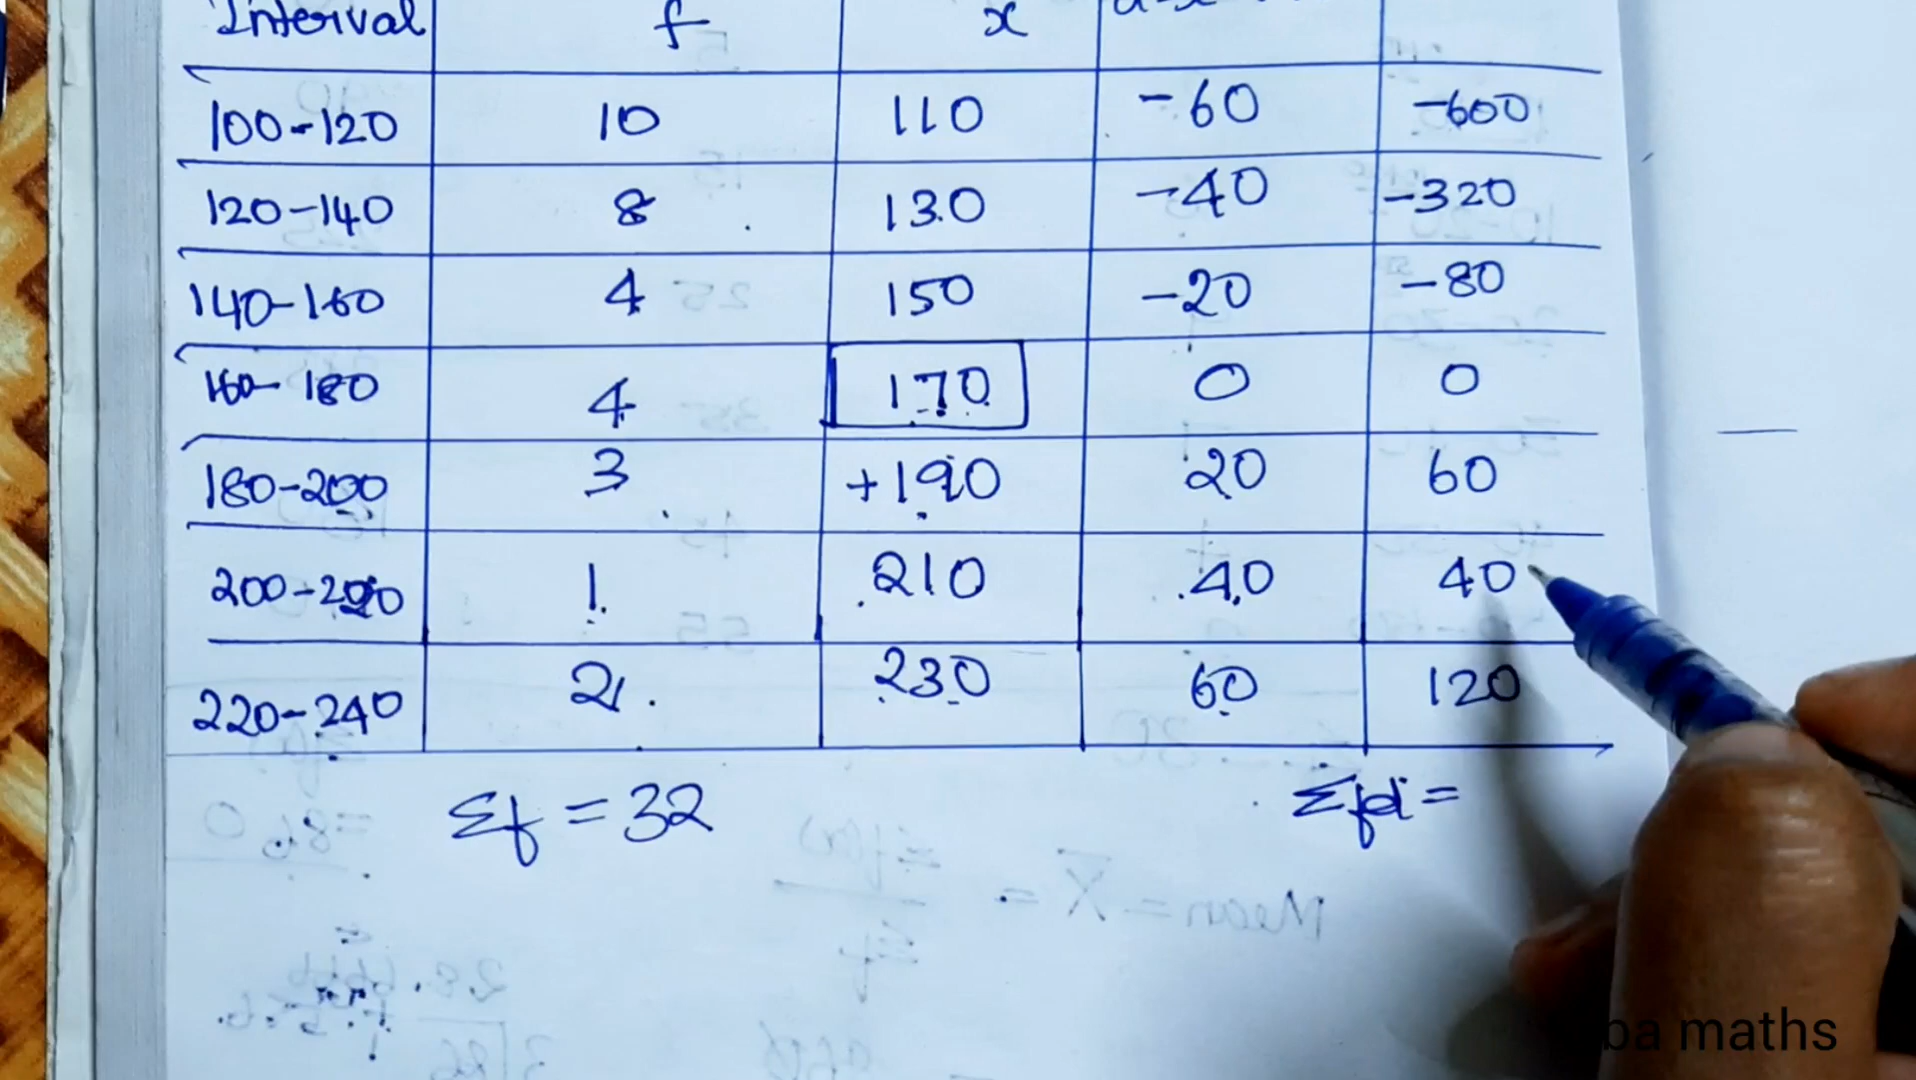 Interval f x
100-120 10 110 -60 -600
120-140 8 130 -40 -320
140-160 4 150 -20 -80
160-180 4 170 0 0
180-200 3 +190 20 60
200-220 1 210 40 40
220-240 2 230 60 120
Σf = 32 Σfdi =
ba maths